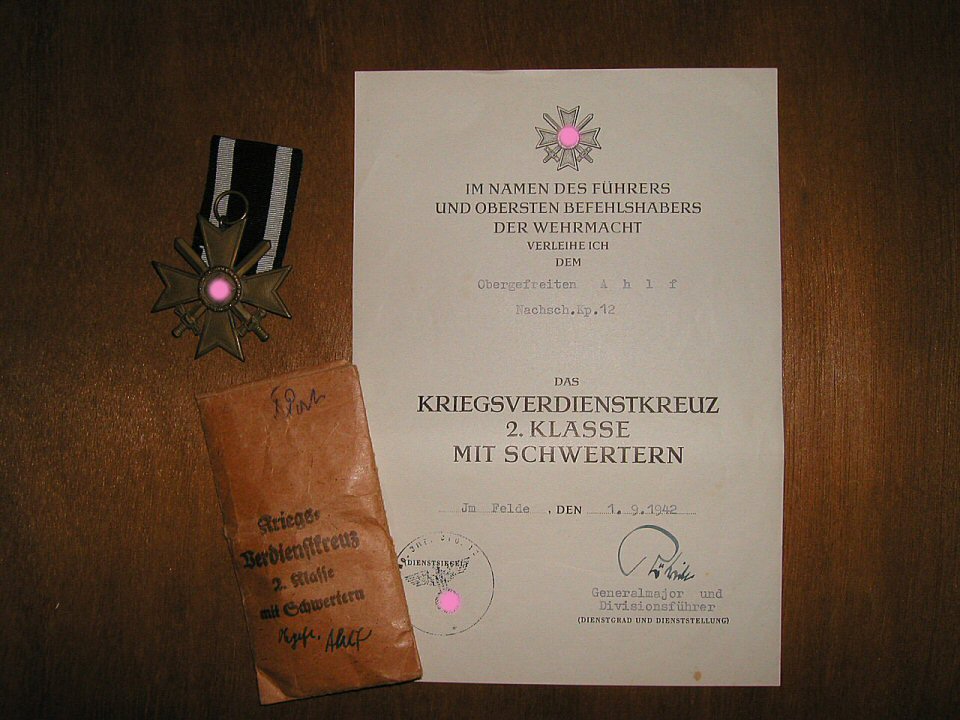 IM NAMEN DES FÜHRERS
UND OBERSTEN BEFEHLSHABERS
DER WEHRMACHT
VERLEIHE ICH
DEM
Obergefreiten A h l f
Nachsch.Kp.12
DAS
KRIEGSVERDIENSTKREUZ
2. KLASSE
MIT SCHWERTERN
Jm Felde , DEN 1. 9.1942
DIENSTSIEGEL
Generalmajor und
Divisionsführer
(DIENSTGRAD UND DIENSTSTELLUNG)
Kriegs-
Verdienstkreuz
2. Klasse
mit Schwertern
Ahlf